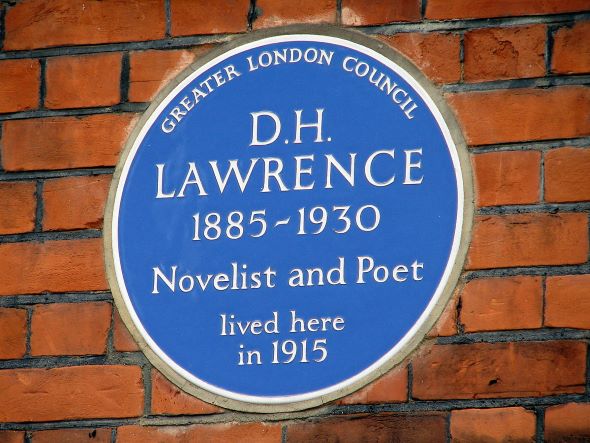 GREATER LONDON COUNCIL
D.H.
LAWRENCE
1885~1930
Novelist and Poet
lived here
in 1915